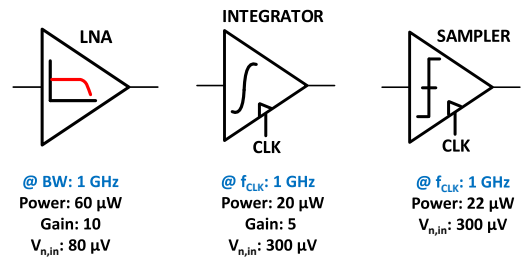 LNA
@ BW: 1 GHz
Power: 60 µW
Gain: 10
Vn,in: 80 µV
INTEGRATOR
CLK
@ fCLK: 1 GHz
Power: 20 µW
Gain: 5
Vn,in: 300 µV
SAMPLER
CLK
@ fCLK: 1 GHz
Power: 22 µW
Vn,in: 300 µV